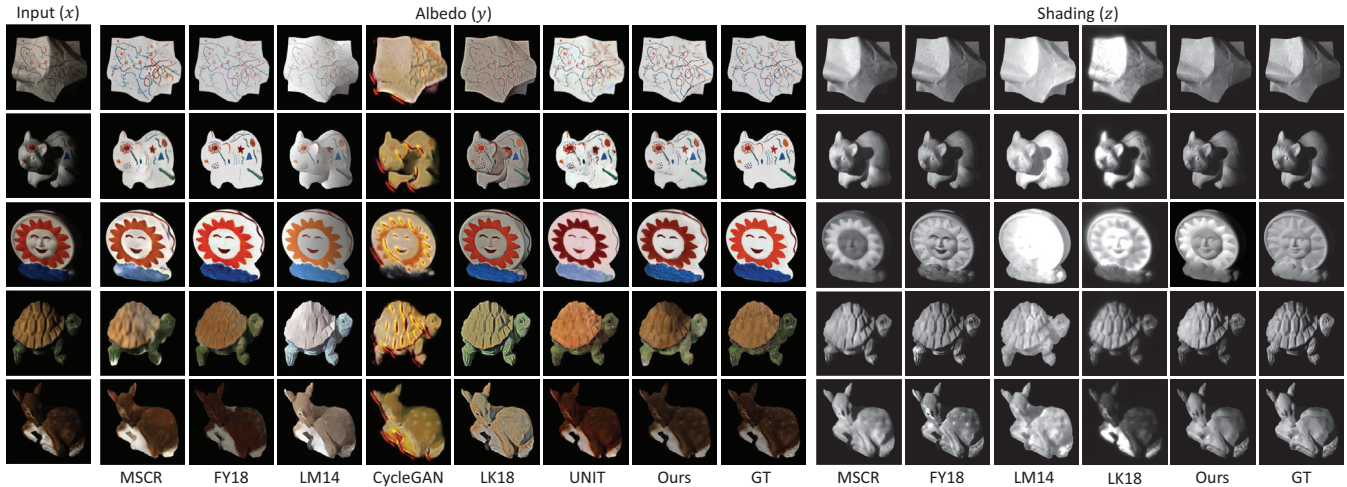 Input (x) Albedo (y) Shading (z)
MSCR FY18 LM14 CycleGAN LK18 UNIT Ours GT MSCR FY18 LM14 LK18 Ours GT